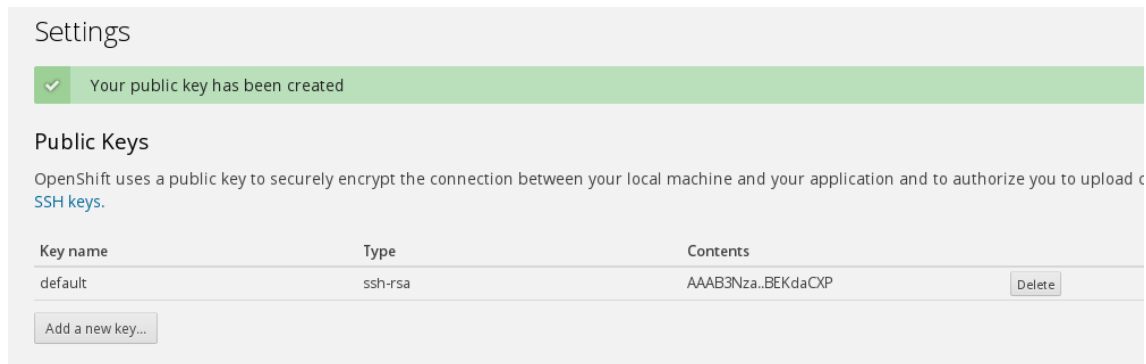 Settings
Your public key has been created
Public Keys
OpenShift uses a public key to securely encrypt the connection between your local machine and your application and to authorize you to upload
SSH keys.
Key name Type Contents
default ssh-rsa AAAB3Nza..BEKdaCXP Delete
Add a new key...